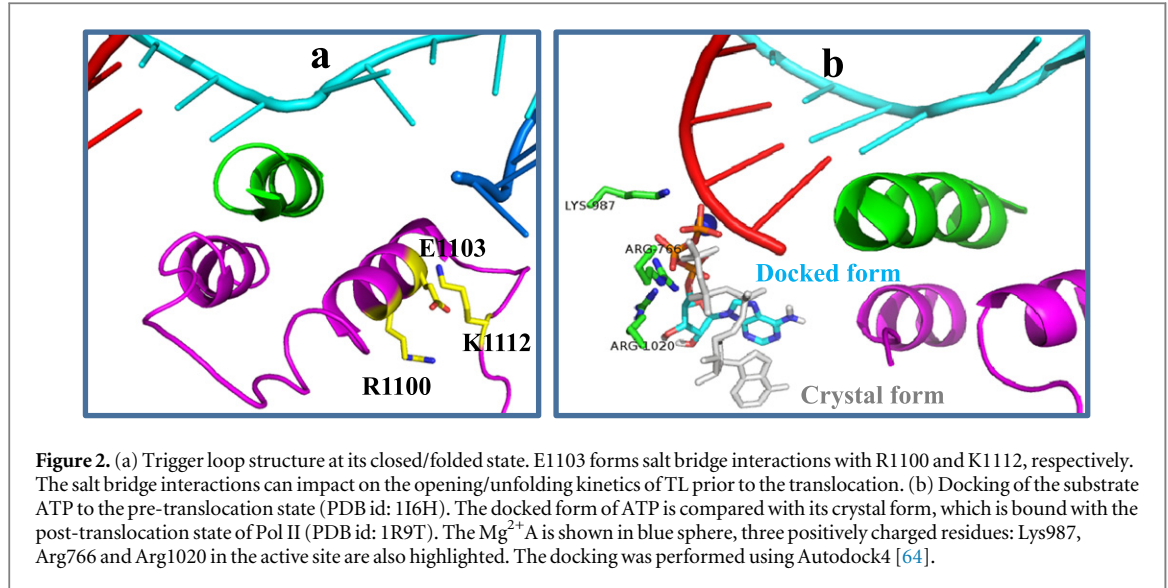 a
E1103
K1112
R1100
b
LYS-987
ARG-766
Docked form
ARG-1020
Crystal form
Figure 2. (a) Trigger loop structure at its closed/folded state. E1103 forms salt bridge interactions with R1100 and K1112, respectively.
The salt bridge interactions can impact on the opening/unfolding kinetics of TL prior to the translocation. (b) Docking of the substrate
ATP to the pre-translocation state (PDB id: 1I6H). The docked form of ATP is compared with its crystal form, which is bound with the
post-translocation state of Pol II (PDB id: 1R9T). The Mg²⁺A is shown in blue sphere, three positively charged residues: Lys987,
Arg766 and Arg1020 in the active site are also highlighted. The docking was performed using Autodock4 [64].